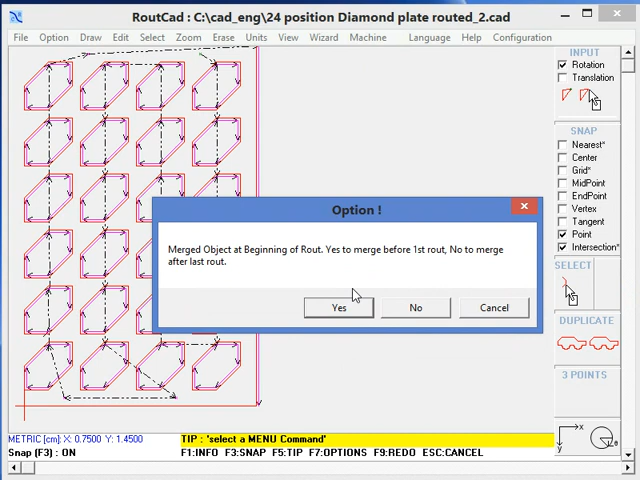 RoutCad : C:\cad_eng\24 position Diamond plate routed_2.cad
File Option Draw Edit Select Zoom Erase Units View Wizard Machine Language Help Configuration
INPUT
Rotation
Translation
SNAP
Nearest*
Center
Grid*
MidPoint
EndPoint
Vertex
Tangent
Point
Intersection*
SELECT
DUPLICATE
3 POINTS
x
y
Option !
Merged Object at Beginning of Rout. Yes to merge before 1st rout, No to merge
after last rout.
Yes No Cancel
METRIC [cm]: X: 0.7500 Y: 1.4500 TIP : 'select a MENU Command'
Snap (F3) : ON F1:INFO F3:SNAP F5:TIP F7:OPTIONS F9:REDO ESC:CANCEL